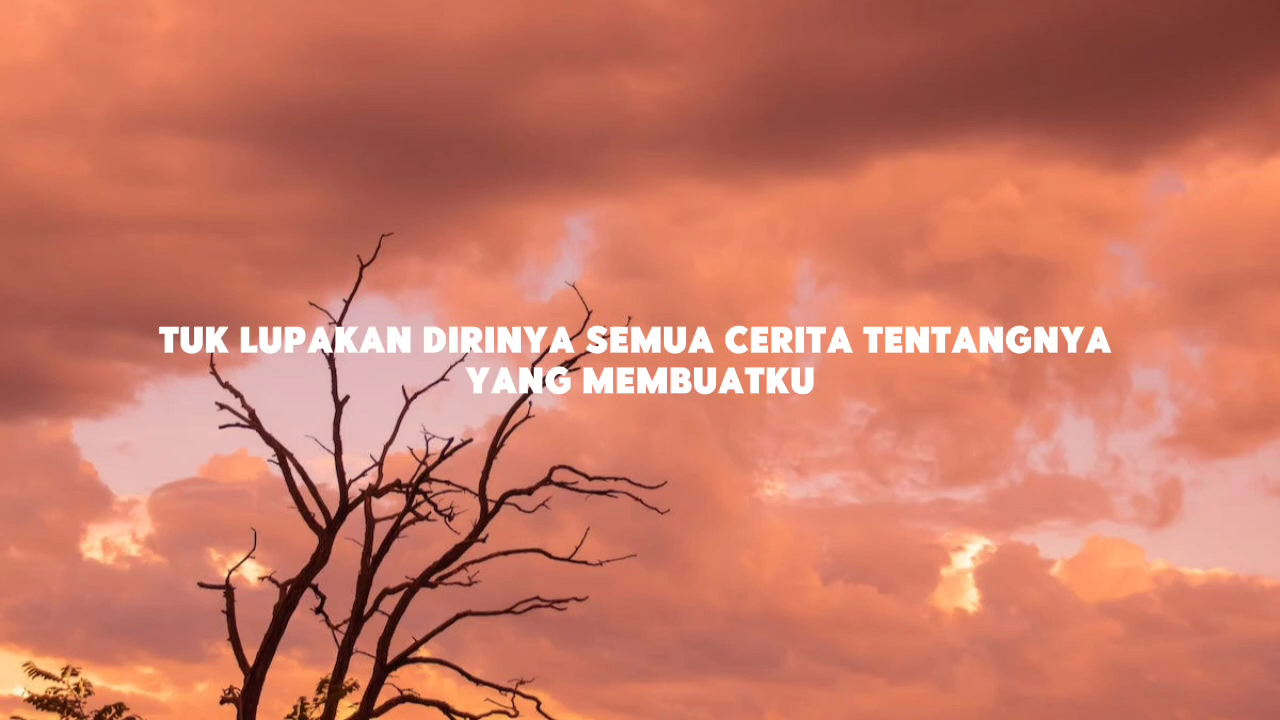 TUK LUPAKAN DIRINYA SEMUA CERITA TENTANGNYA
YANG MEMBUATKU